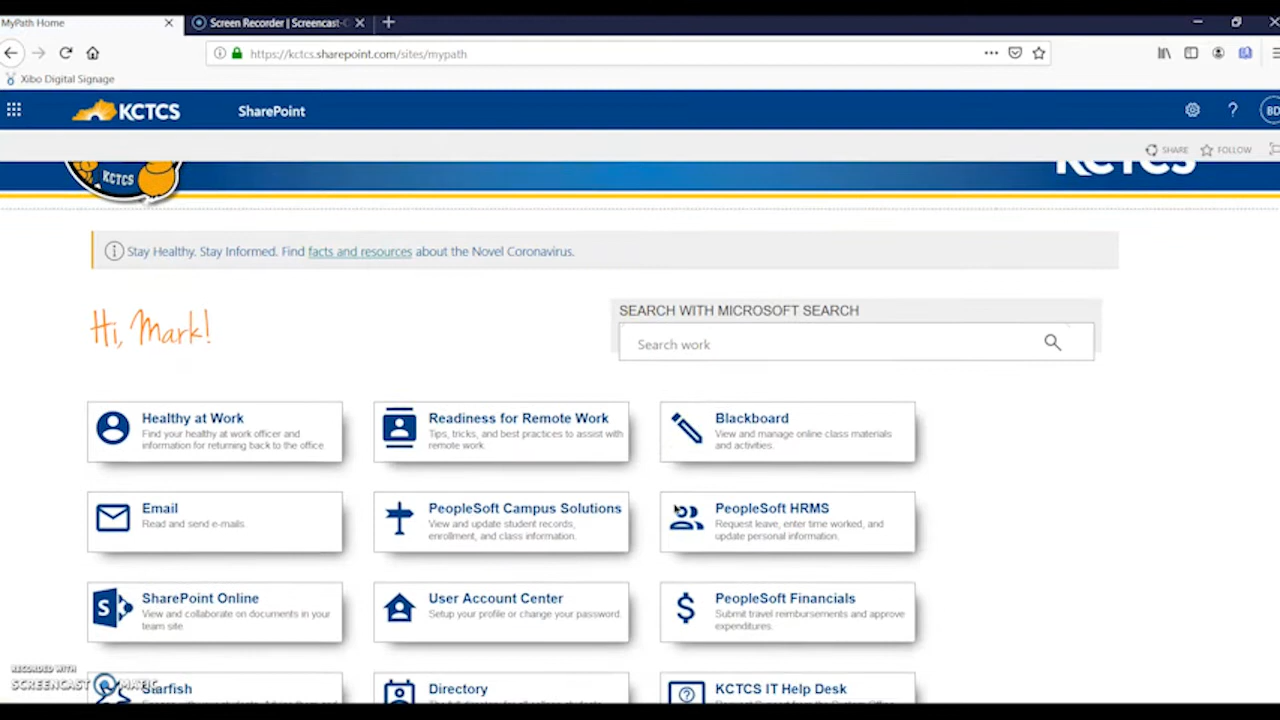 MyPath Home
Screen Recorder | Screencast-
https://kctcs.sharepoint.com/sites/mypath
Xibo Digital Signage
KCTCS
SharePoint
BD
SHARE
FOLLOW
KCTCS
KCTCS
Stay Healthy. Stay Informed. Find facts and resources about the Novel Coronavirus.
Hi, Mark!
SEARCH WITH MICROSOFT SEARCH
Search work
Healthy at Work
Find your healthy at work officer and
information for returning back to the office
Readiness for Remote Work
Tips, tricks, and best practices to assist with
remote work.
Blackboard
View and manage online class materials
and activities.
Email
Read and send e-mails.
PeopleSoft Campus Solutions
View and update student records,
enrollment, and class information.
PeopleSoft HRMS
Request leave, enter time worked, and
update personal information.
SharePoint Online
View and collaborate on documents in your
team site
User Account Center
Setup your profile or change your password.
PeopleSoft Financials
Submit travel reimbursements and approve
expenditures.
RECORDED WITH
SCREENCAST MATIC
Starfish
Directory
KCTCS IT Help Desk